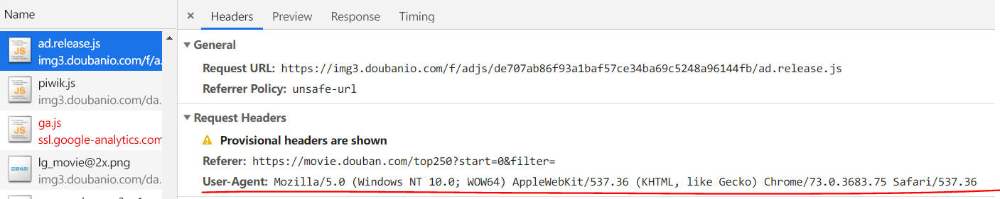 Name
ad.release.js
img3.doubanio.com/f/a.
piwik.js
img3.doubanio.com/da.
ga.js
ssl.google-analytics.com
lg_movie@2x.png
img3.doubanio.com/da.
× Headers Preview Response Timing
General
Request URL: https://img3.doubanio.com/f/adjs/de707ab86f93a1baf57ce34ba69c5248a96144fb/ad.release.js
Referrer Policy: unsafe-url
Request Headers
Provisional headers are shown
Referer: https://movie.douban.com/top250?start=0&filter=
User-Agent: Mozilla/5.0 (Windows NT 10.0; WOW64) AppleWebKit/537.36 (KHTML, like Gecko) Chrome/73.0.3683.75 Safari/537.36